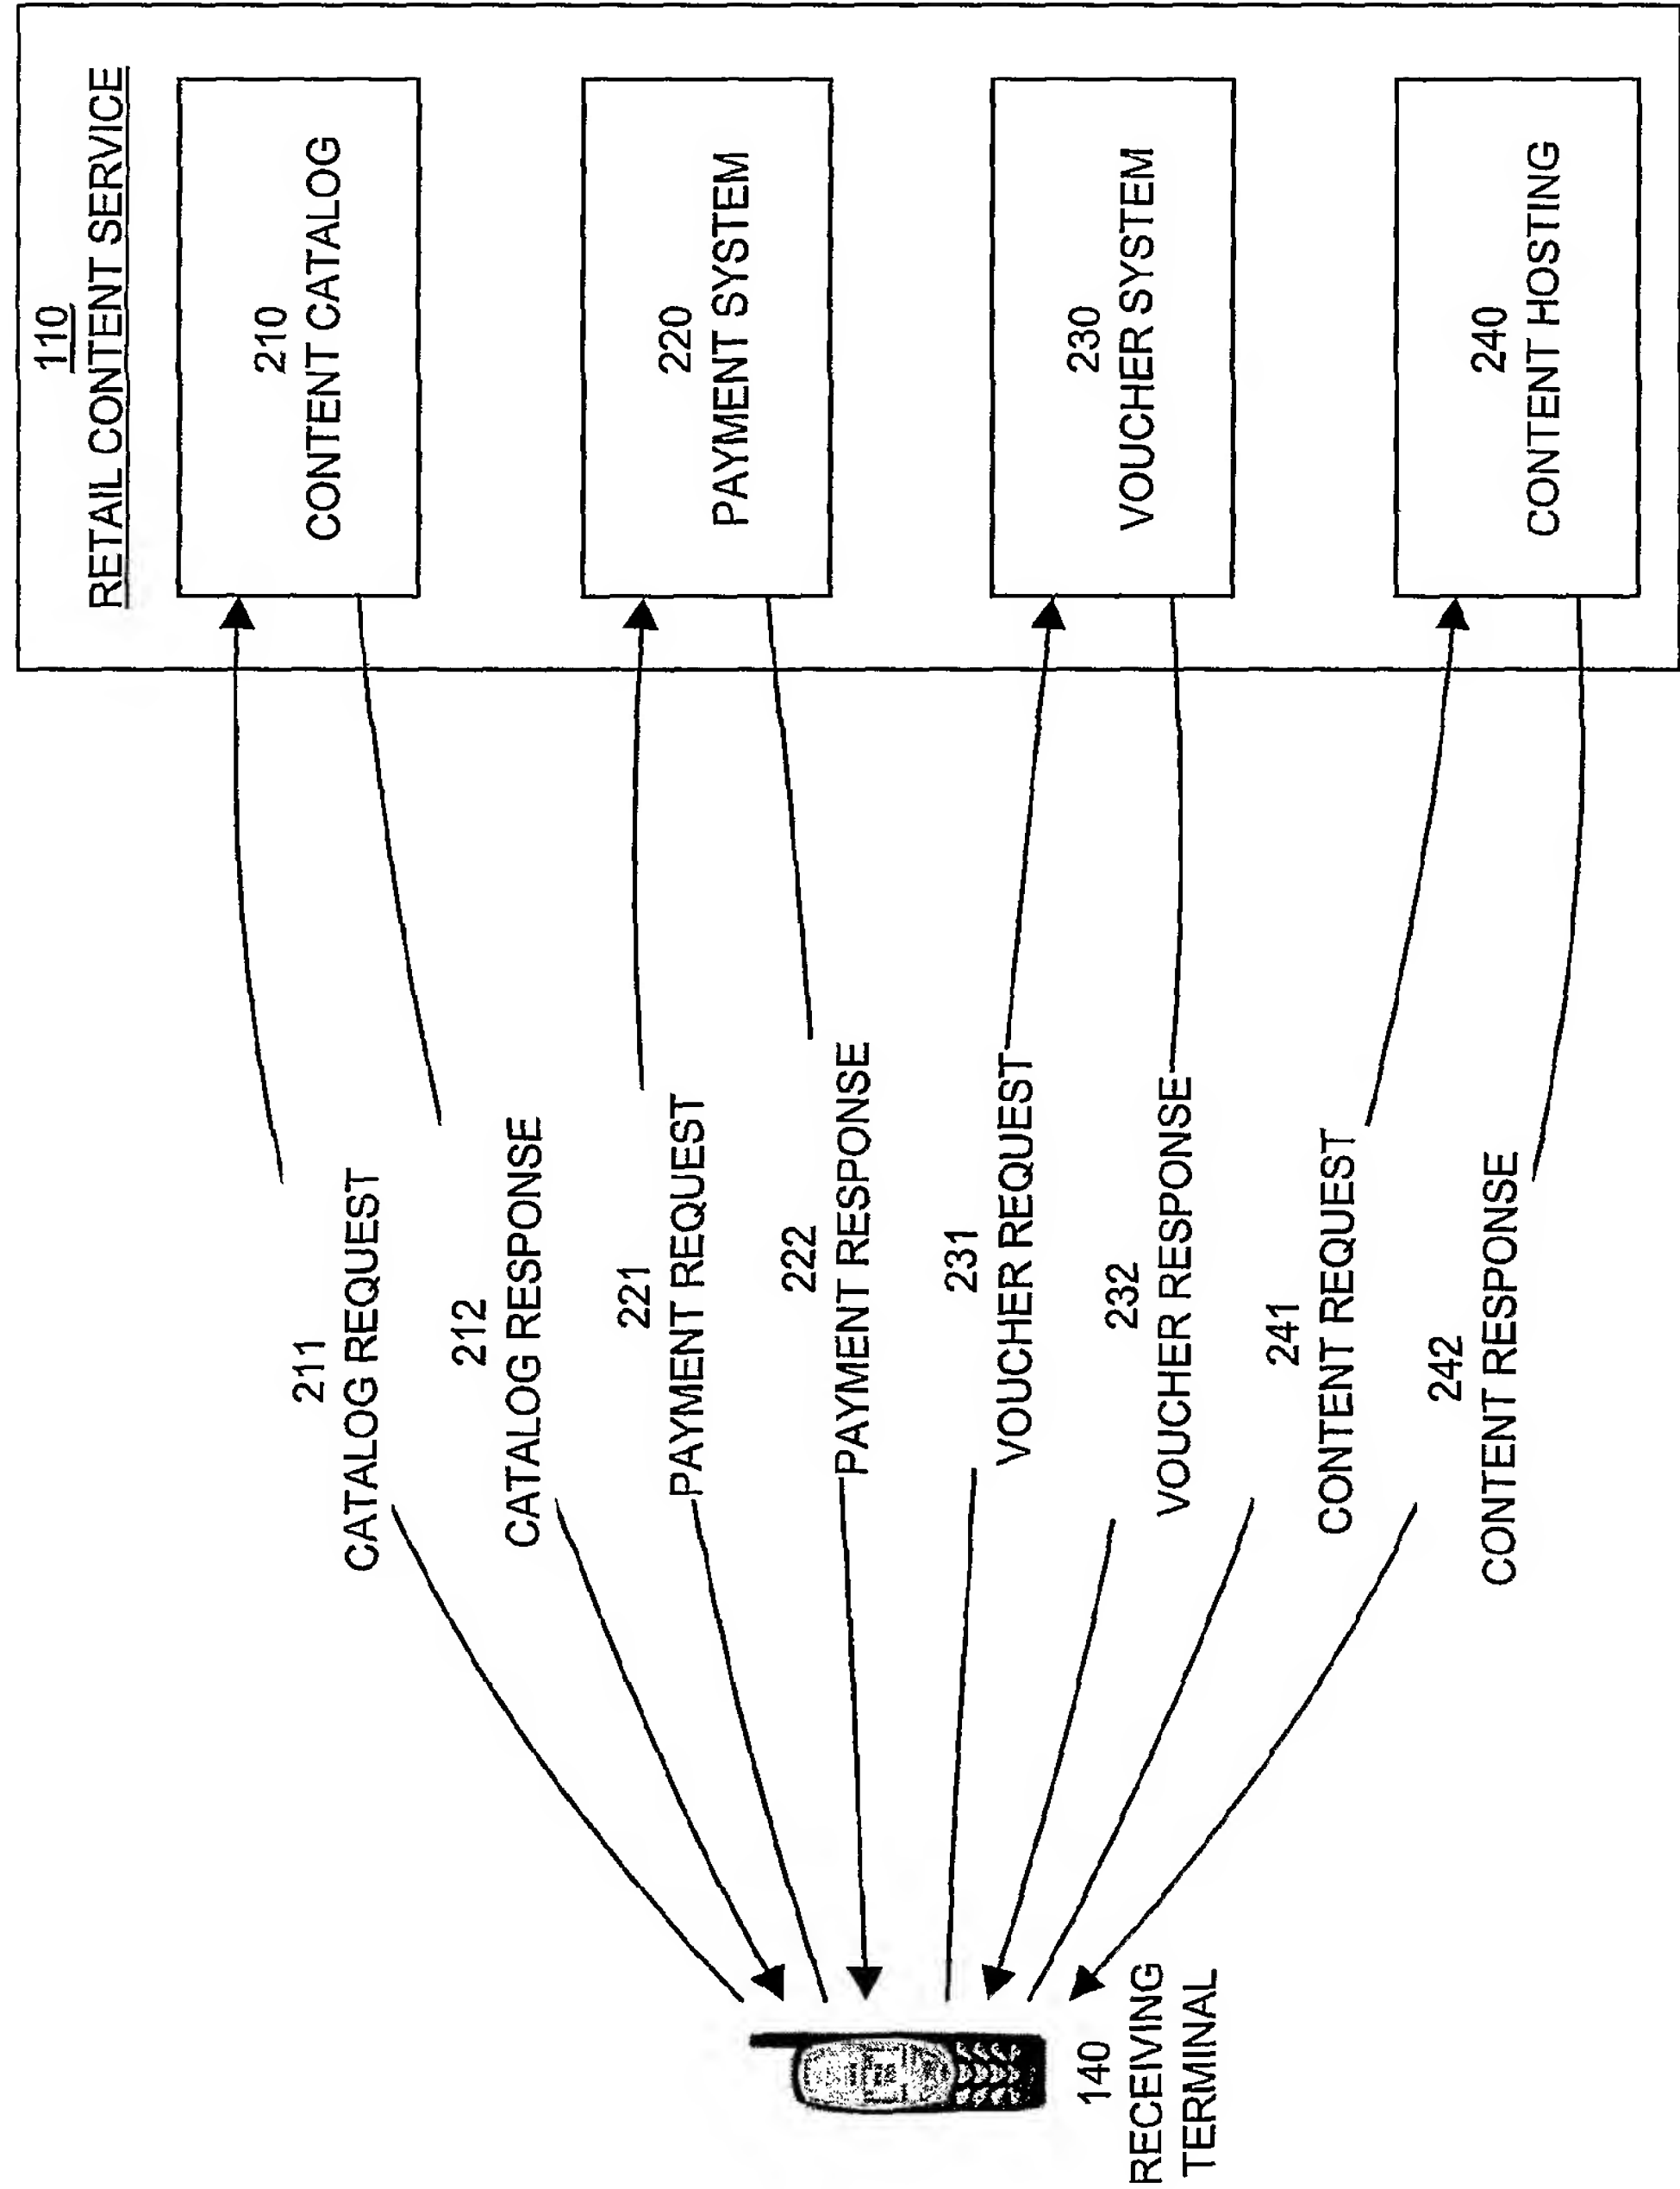 110
RETAIL CONTENT SERVICE
210
CONTENT CATALOG
220
PAYMENT SYSTEM
230
VOUCHER SYSTEM
240
CONTENT HOSTING
211
CATALOG REQUEST
212
CATALOG RESPONSE
221
PAYMENT REQUEST
222
PAYMENT RESPONSE
231
VOUCHER REQUEST
232
VOUCHER RESPONSE
241
CONTENT REQUEST
242
CONTENT RESPONSE
140
RECEIVING
TERMINAL